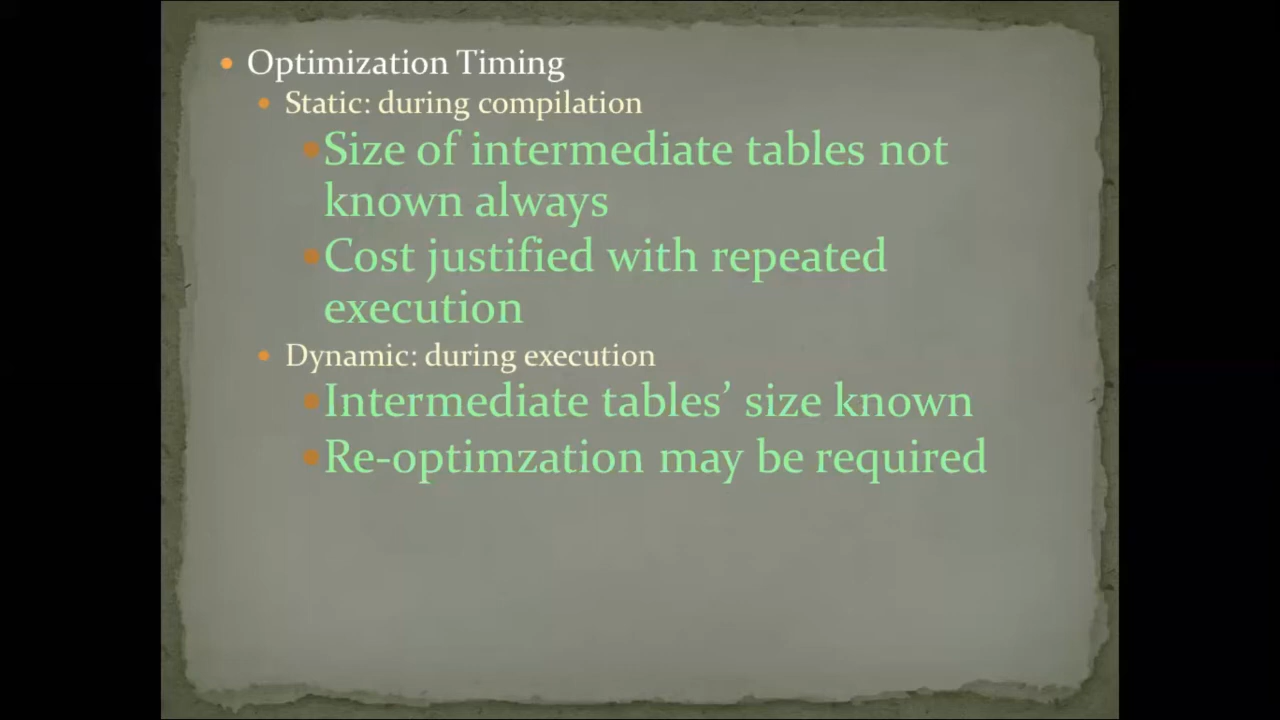 • Optimization Timing
• Static: during compilation
• Size of intermediate tables not
known always
• Cost justified with repeated
execution
• Dynamic: during execution
• Intermediate tables’ size known
• Re-optimzation may be required